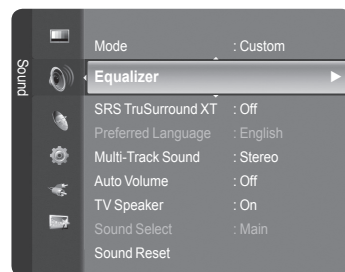 Sound
Mode : Custom
Equalizer
SRS TruSurround XT : Off
Preferred Language : English
Multi-Track Sound : Stereo
Auto Volume : Off
TV Speaker : On
Sound Select : Main
Sound Reset